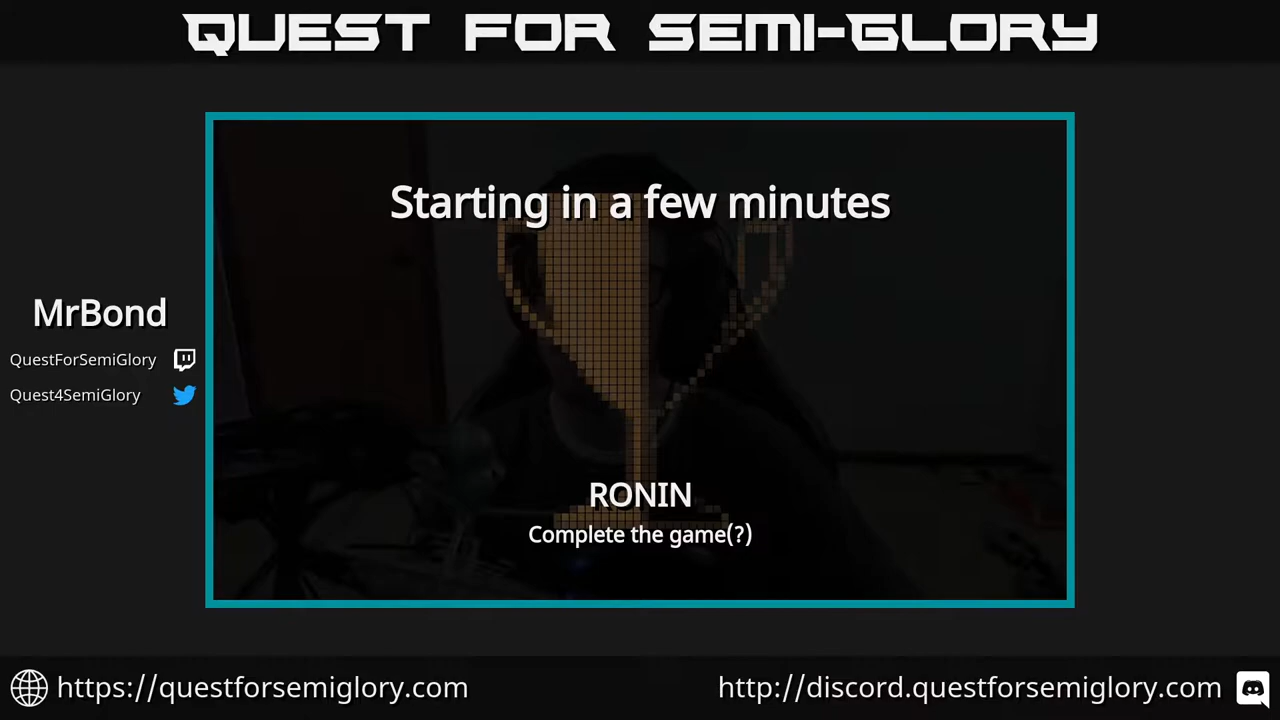 QUEST FOR SEMI-GLORY
Starting in a few minutes
MrBond
QuestForSemiGlory
Quest4SemiGlory
RONIN
Complete the game(?)
https://questforsemiglory.com
http://discord.questforsemiglory.com